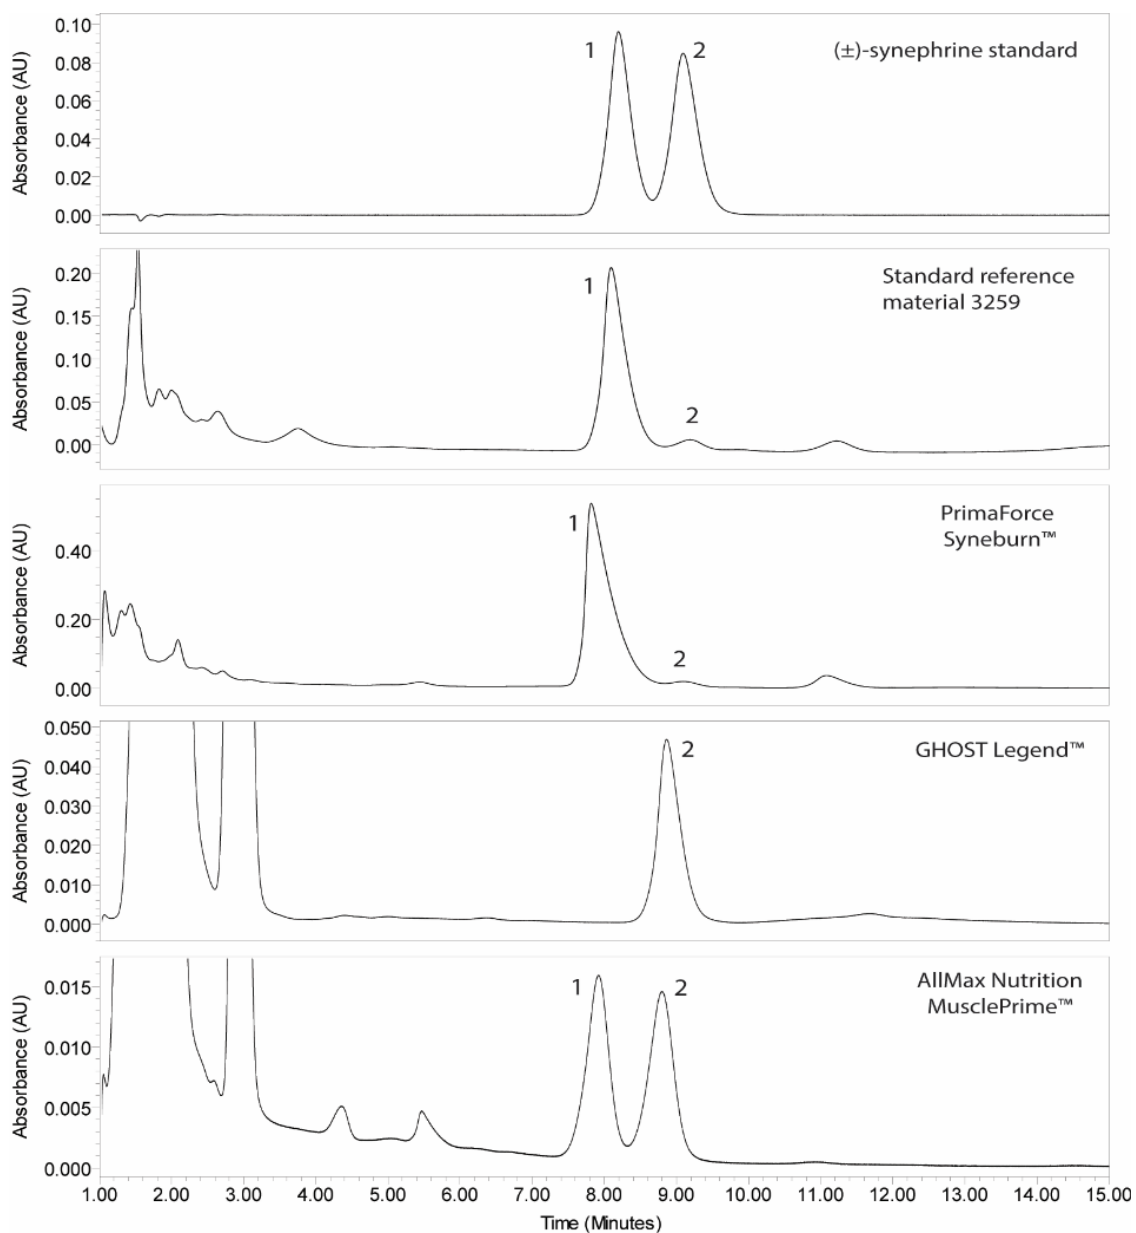 0.10
0.08
0.06
0.04
0.02
0.00
Absorbance (AU)
1
2
(±)-synephrine standard
0.20
0.15
0.10
0.05
0.00
Absorbance (AU)
1
2
Standard reference
material 3259
0.40
0.20
0.00
Absorbance (AU)
1
2
PrimaForce
Syneburn™
0.050
0.040
0.030
0.020
0.010
0.000
Absorbance (AU)
2
GHOST Legend™
0.015
0.010
0.005
0.000
Absorbance (AU)
1
2
AllMax Nutrition
MusclePrime™
1.00 2.00 3.00 4.00 5.00 6.00 7.00 8.00 9.00 10.00 11.00 12.00 13.00 14.00 15.00
Time (Minutes)